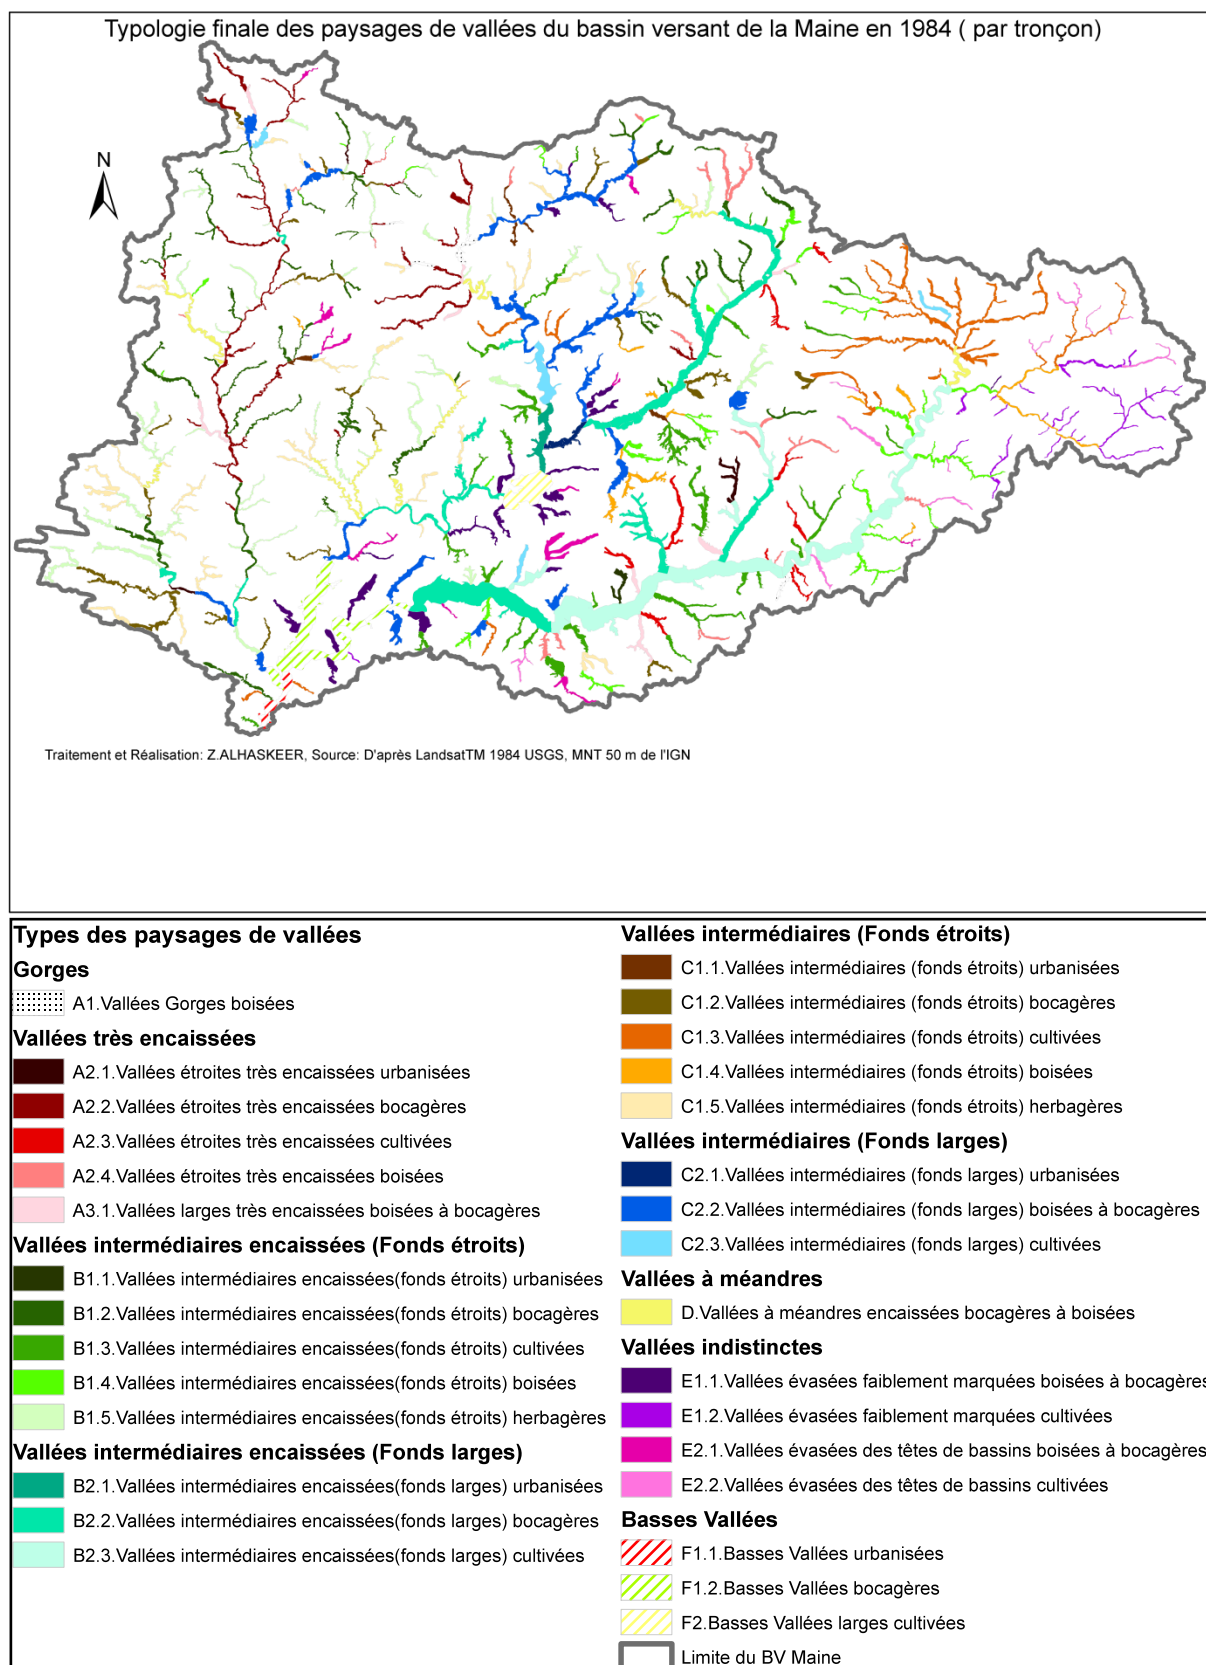 Typologie finale des paysages de vallées du bassin versant de la Maine en 1984 ( par tronçon)
N
Traitement et Réalisation: Z.ALHASKEER, Source: D'après LandsatTM 1984 USGS, MNT 50 m de l'IGN
Types des paysages de vallées
Gorges
A1.Vallées Gorges boisées
Vallées très encaissées
A2.1.Vallées étroites très encaissées urbanisées
A2.2.Vallées étroites très encaissées bocagères
A2.3.Vallées étroites très encaissées cultivées
A2.4.Vallées étroites très encaissées boisées
A3.1.Vallées larges très encaissées boisées à bocagères
Vallées intermédiaires encaissées (Fonds étroits)
B1.1.Vallées intermédiaires encaissées(fonds étroits) urbanisées
B1.2.Vallées intermédiaires encaissées(fonds étroits) bocagères
B1.3.Vallées intermédiaires encaissées(fonds étroits) cultivées
B1.4.Vallées intermédiaires encaissées(fonds étroits) boisées
B1.5.Vallées intermédiaires encaissées(fonds étroits) herbagères
Vallées intermédiaires encaissées (Fonds larges)
B2.1.Vallées intermédiaires encaissées(fonds larges) urbanisées
B2.2.Vallées intermédiaires encaissées(fonds larges) bocagères
B2.3.Vallées intermédiaires encaissées(fonds larges) cultivées
Vallées intermédiaires (Fonds étroits)
C1.1.Vallées intermédiaires (fonds étroits) urbanisées
C1.2.Vallées intermédiaires (fonds étroits) bocagères
C1.3.Vallées intermédiaires (fonds étroits) cultivées
C1.4.Vallées intermédiaires (fonds étroits) boisées
C1.5.Vallées intermédiaires (fonds étroits) herbagères
Vallées intermédiaires (Fonds larges)
C2.1.Vallées intermédiaires (fonds larges) urbanisées
C2.2.Vallées intermédiaires (fonds larges) boisées à bocagères
C2.3.Vallées intermédiaires (fonds larges) cultivées
Vallées à méandres
D.Vallées à méandres encaissées bocagères à boisées
Vallées indistinctes
E1.1.Vallées évasées faiblement marquées boisées à bocagères
E1.2.Vallées évasées faiblement marquées cultivées
E2.1.Vallées évasées des têtes de bassins boisées à bocagères
E2.2.Vallées évasées des têtes de bassins cultivées
Basses Vallées
F1.1.Basses Vallées urbanisées
F1.2.Basses Vallées bocagères
F2.Basses Vallées larges cultivées
Limite du BV Maine